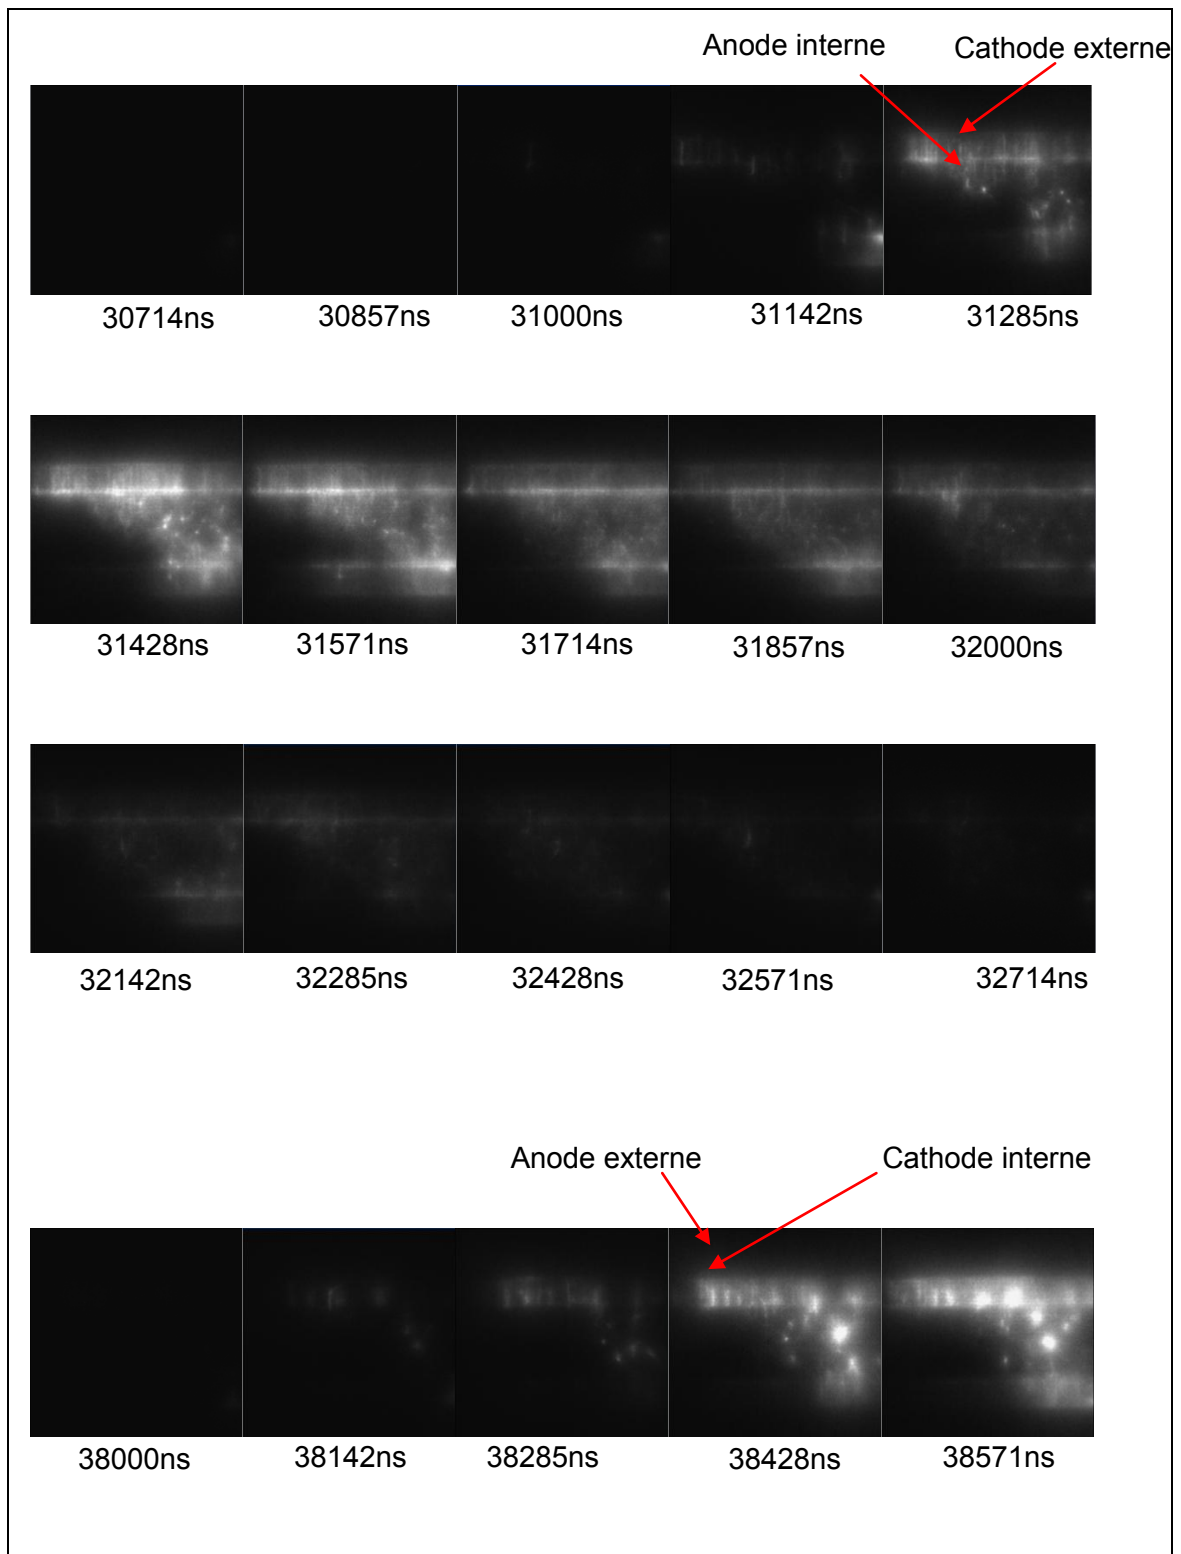 Anode interne Cathode externe
30714ns 30857ns 31000ns 31142ns 31285ns
31428ns 31571ns 31714ns 31857ns 32000ns
32142ns 32285ns 32428ns 32571ns 32714ns
Anode externe Cathode interne
38000ns 38142ns 38285ns 38428ns 38571ns